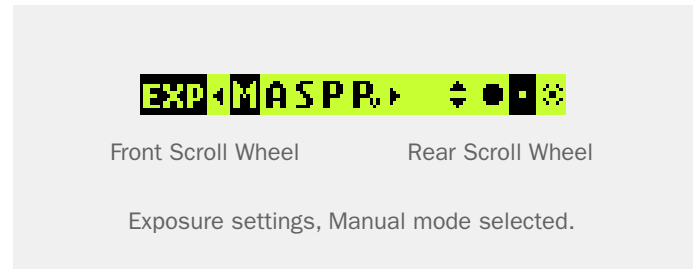 EXP M A S P R
Front Scroll Wheel Rear Scroll Wheel
Exposure settings, Manual mode selected.